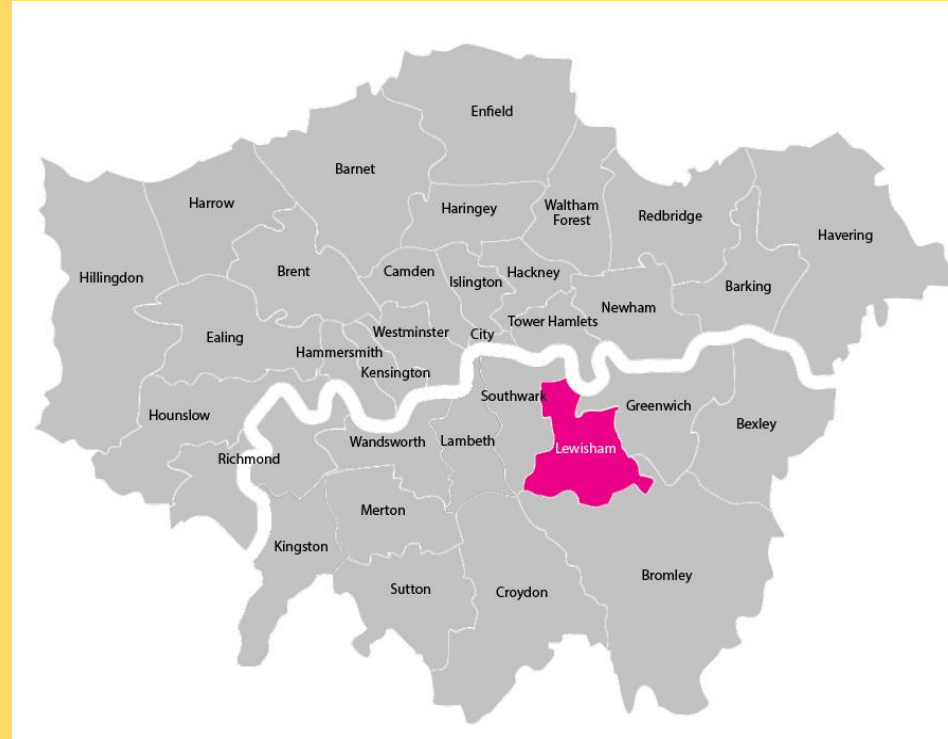 Enfield
Barnet
Harrow
Haringey
Waltham
Forest
Redbridge
Havering
Hillingdon
Brent
Camden
Islington
Hackney
Barking
Newham
Tower Hamlets
City
Westminster
Ealing
Hammersmith
Kensington
Southwark
Greenwich
Hounslow
Bexley
Wandsworth
Lambeth
Lewisham
Richmond
Merton
Kingston
Bromley
Sutton
Croydon